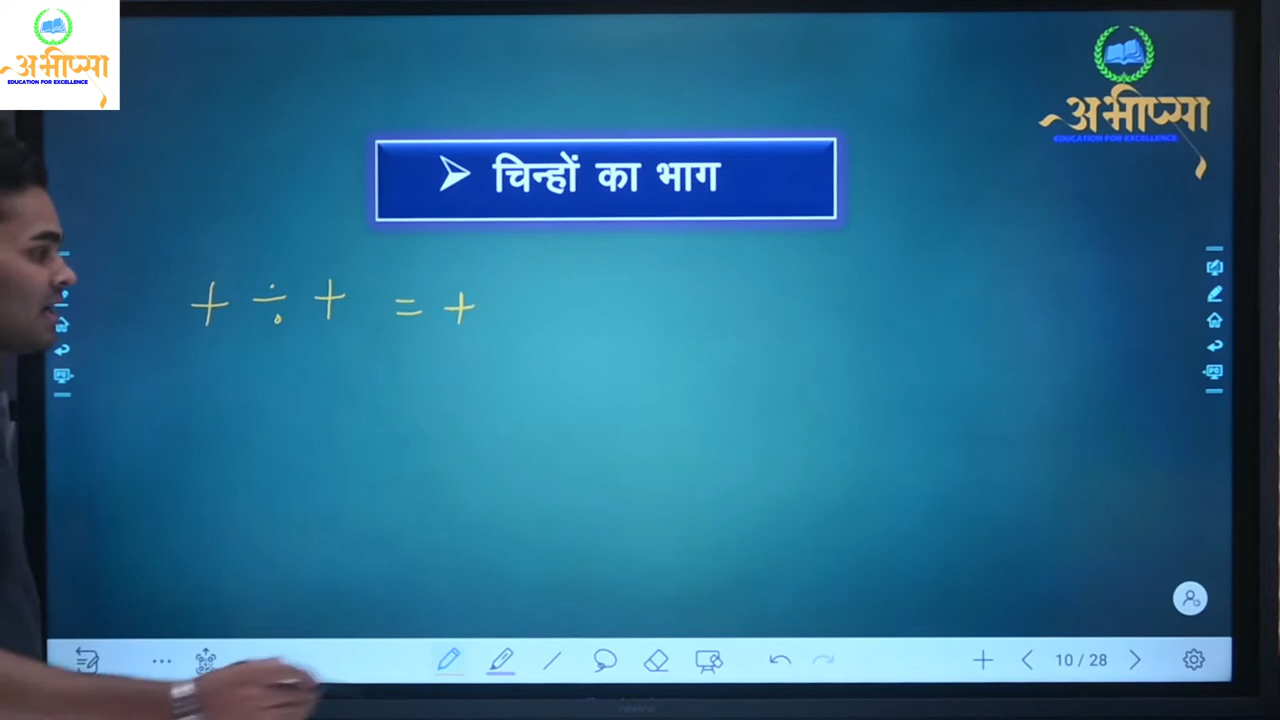 अभीप्सा
EDUCATION FOR EXCELLENCE
अभीप्सा
EDUCATION FOR EXCELLENCE
➢ चिन्हों का भाग
+ ÷ + = +
10 / 28